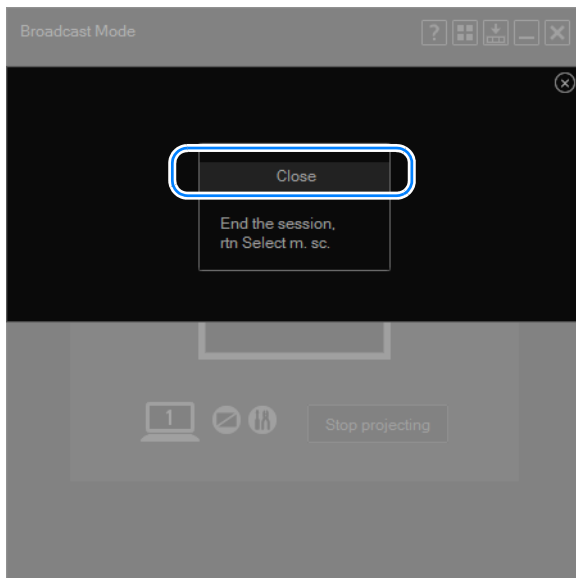 Broadcast Mode
?
Close
End the session,
rtn Select m. sc.
1
Stop projecting